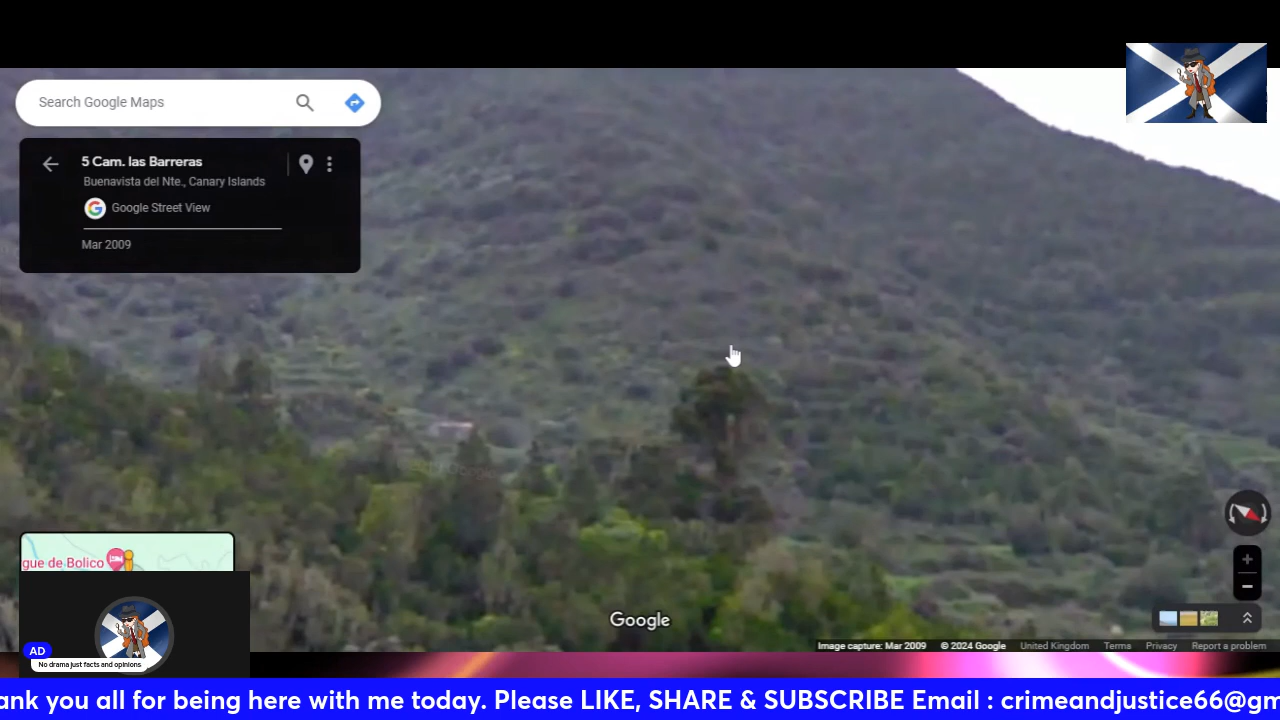 Search Google Maps
5 Cam. las Barreras
Buenavista del Nte., Canary Islands
Google Street View
Mar 2009
gue de Bolico
AD
No drama just facts and opinions
Google
Image capture: Mar 2009 © 2024 Google United Kingdom Terms Privacy Report a problem
ank you all for being here with me today. Please LIKE, SHARE & SUBSCRIBE Email : crimeandjustice66@gm